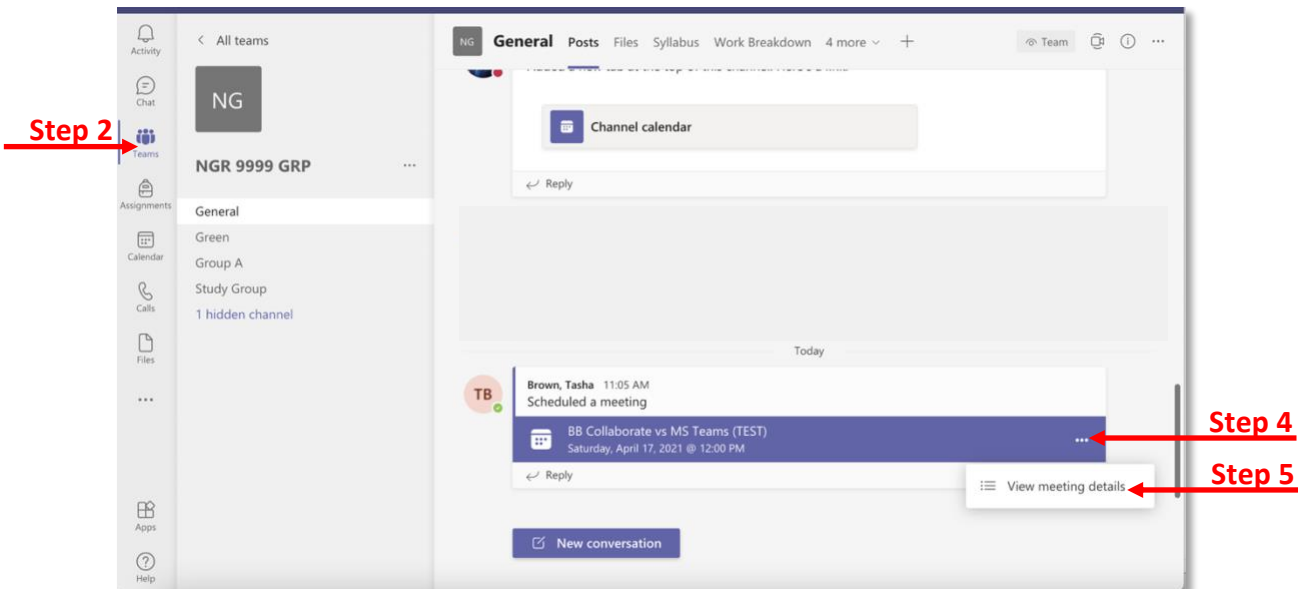 Activity
Chat
Step 2
Teams
Assignments
Calendar
Calls
Files
Apps
Help
All teams
NG
NGR 9999 GRP
General
Green
Group A
Study Group
1 hidden channel
NG General Posts Files Syllabus Work Breakdown 4 more
Team
Channel calendar
Reply
Today
TB
Brown, Tasha 11:05 AM
Scheduled a meeting
BB Collaborate vs MS Teams (TEST)
Saturday, April 17, 2021 @ 12:00 PM
Step 4
Reply
View meeting details
Step 5
New conversation